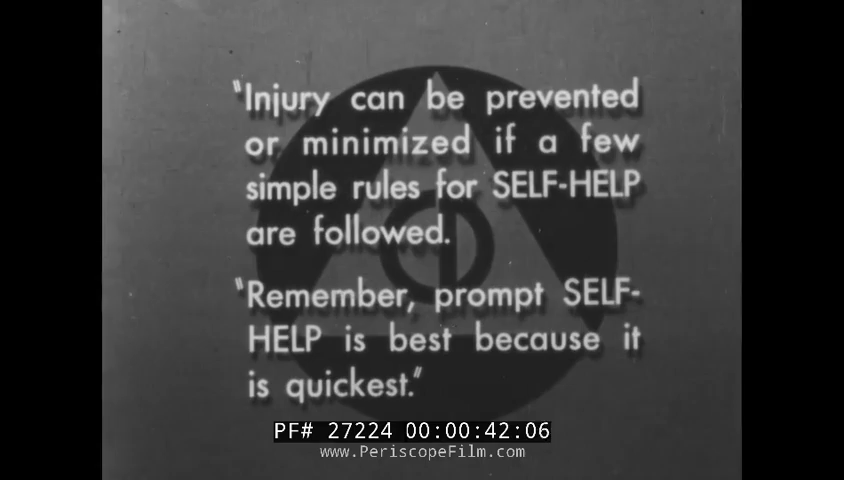 "Injury can be prevented
or minimized if a few
simple rules for SELF-HELP
are followed.
"Remember, prompt SELF-
HELP is best because it
is quickest."
PF# 27224 00:00:42:06
www.PeriscopeFilm.com